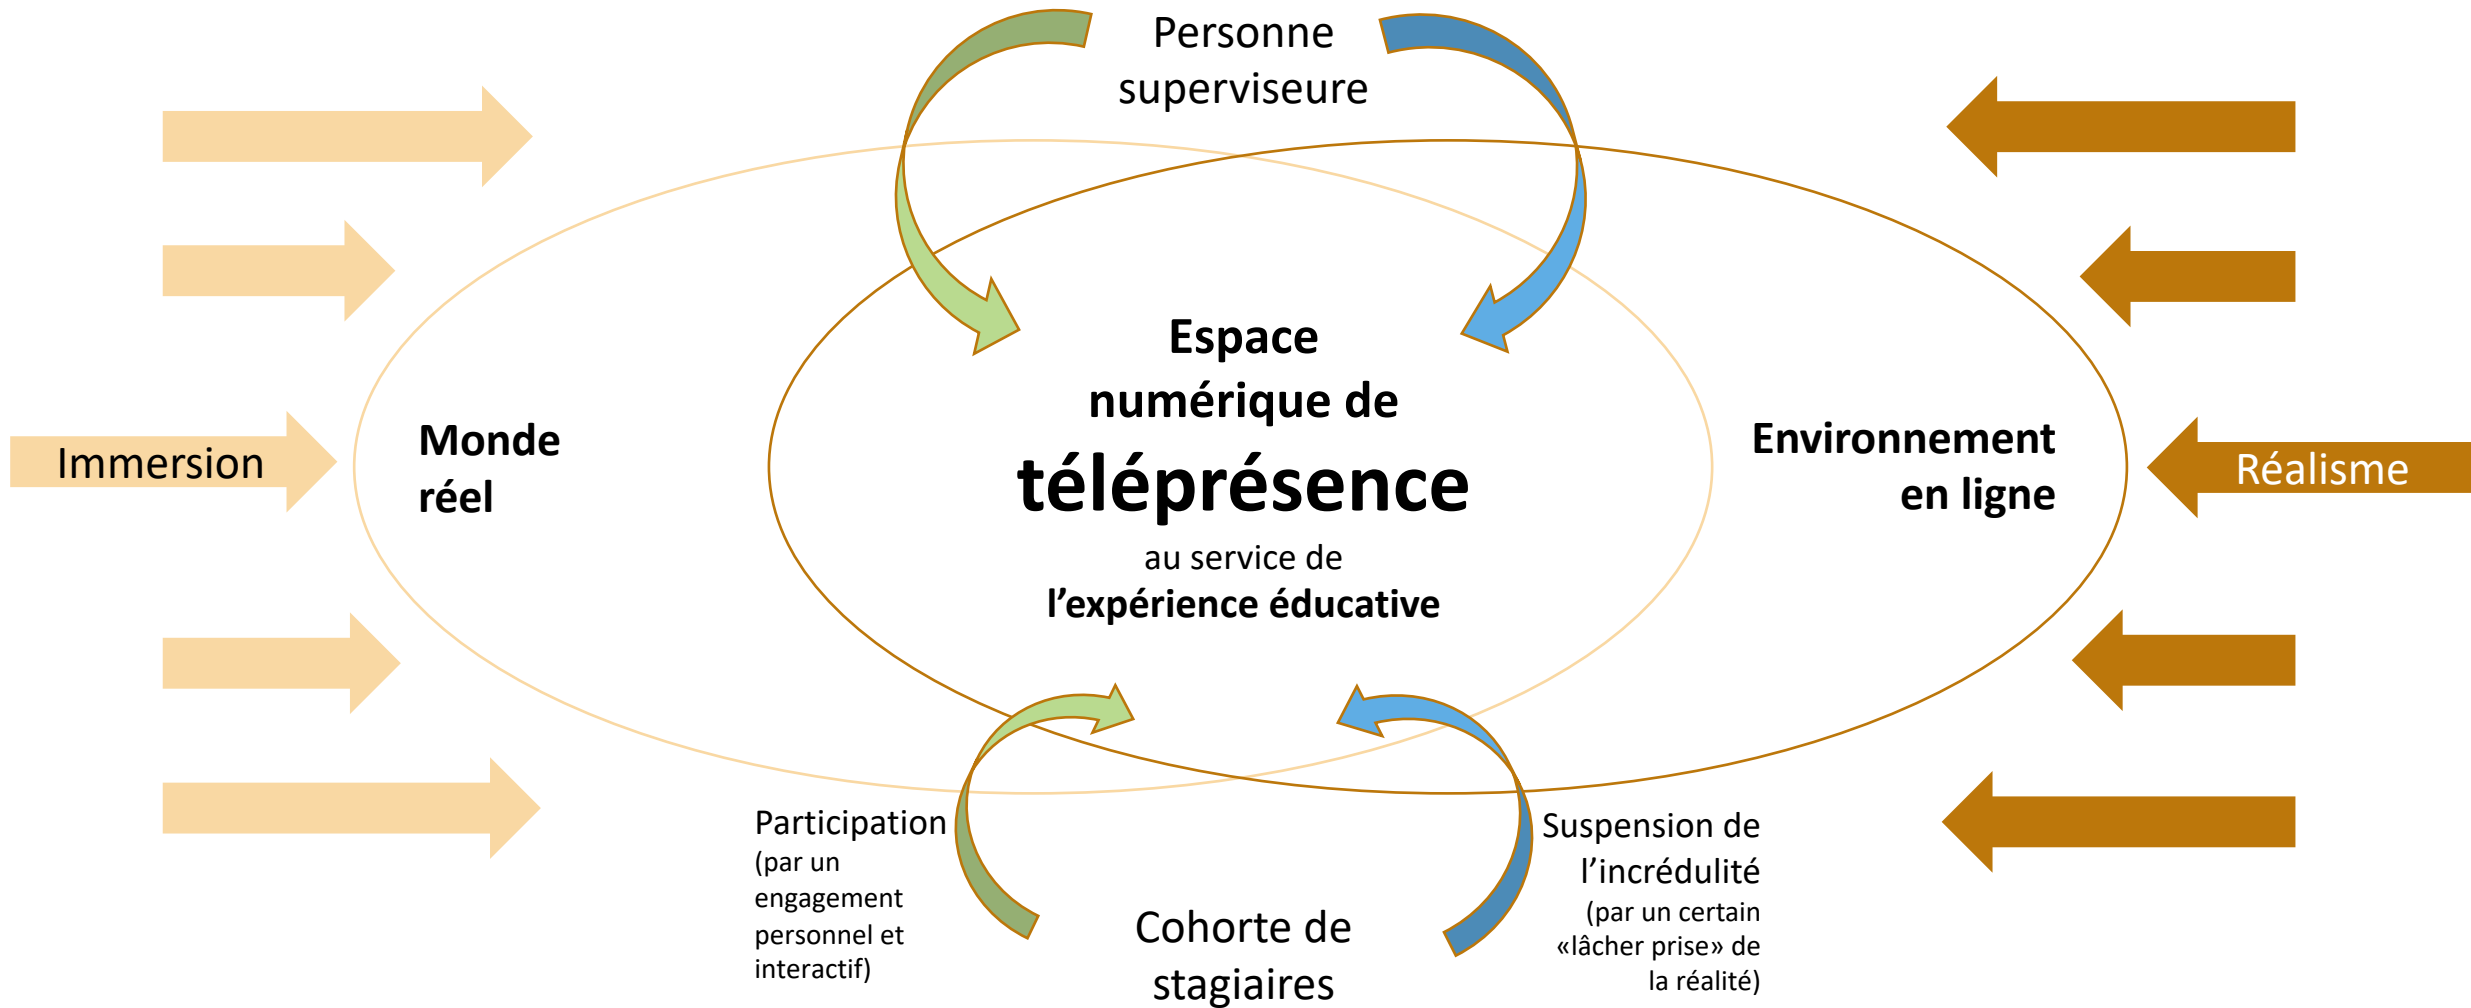 Personne
superviseure
Immersion
Monde
réel
Espace
numérique de
téléprésence
au service de
l’expérience éducative
Environnement
en ligne
Réalisme
Participation
(par un
engagement
personnel et
interactif)
Cohorte de
stagiaires
Suspension de
l’incrédulité
(par un certain
«lâcher prise» de
la réalité)